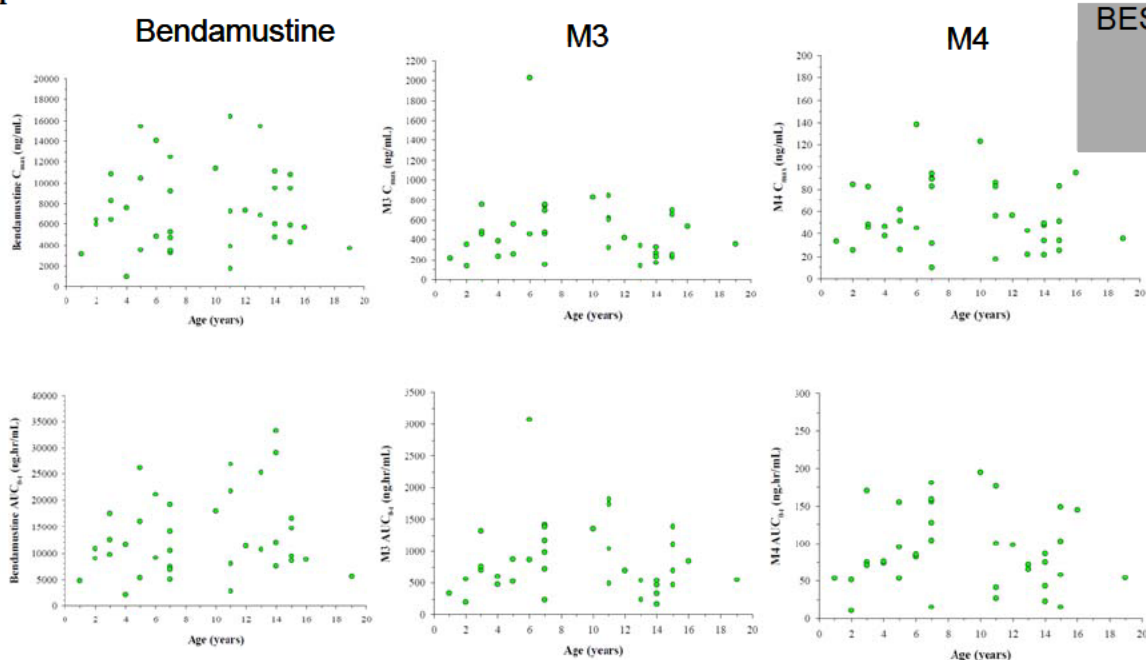 Bendamustine
M3
M4
BES
Bendamustine Cmax (ng/mL)
20000
18000
16000
14000
12000
10000
8000
6000
4000
2000
0
0 2 4 6 8 10 12 14 16 18 20
Age (years)
M3 Cmax (ng/mL)
2200
2000
1800
1600
1400
1200
1000
800
600
400
200
0
0 2 4 6 8 10 12 14 16 18 20
Age (years)
M4 Cmax (ng/mL)
200
180
160
140
120
100
80
60
40
20
0
0 2 4 6 8 10 12 14 16 18 20
Age (years)
Bendamustine AUC0-t (ng.hr/mL)
40000
35000
30000
25000
20000
15000
10000
5000
0
0 2 4 6 8 10 12 14 16 18 20
Age (years)
M3 AUC0-t (ng.hr/mL)
3500
3000
2500
2000
1500
1000
500
0
0 2 4 6 8 10 12 14 16 18 20
Age (years)
M4 AUC0-t (ng.hr/mL)
300
250
200
150
100
50
0
0 2 4 6 8 10 12 14 16 18 20
Age (years)